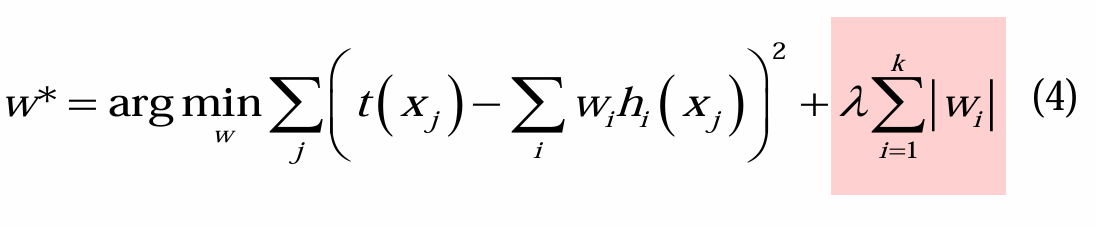 w* = arg min_w ∑_j ( t(x_j) − ∑_i w_i h_i(x_j) )² + λ ∑_{i=1}^{k} |w_i| (4)